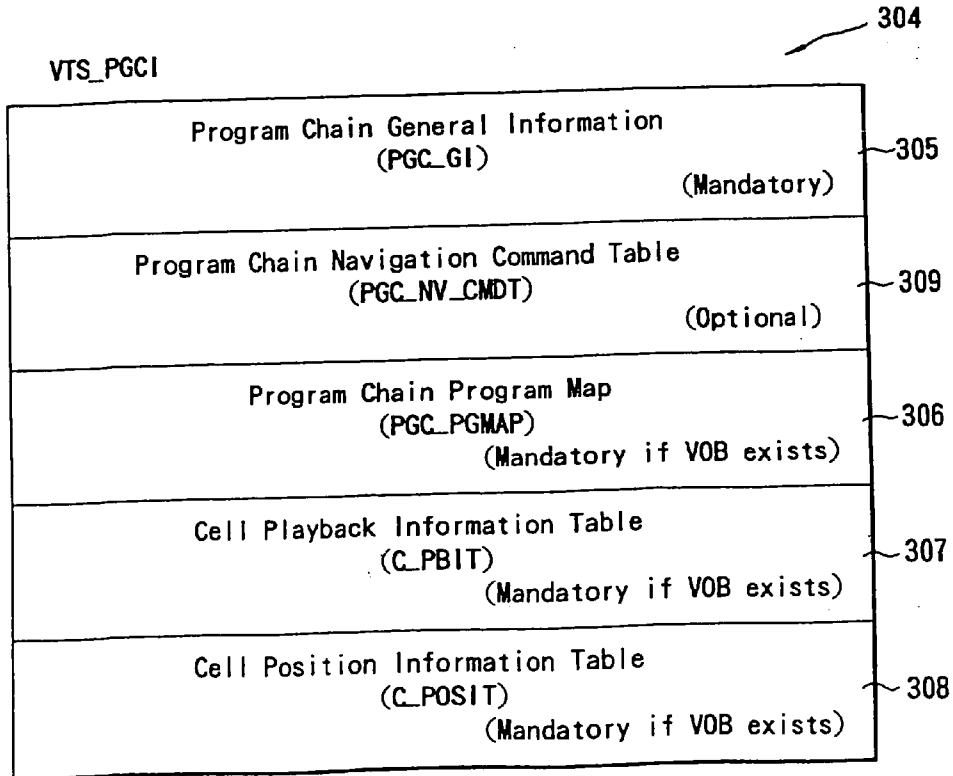 304
VTS_PGCI
Program Chain General Information
(PGC_GI)
(Mandatory)
305
Program Chain Navigation Command Table
(PGC_NV_CMDT)
(Optional)
309
Program Chain Program Map
(PGC_PGMAP)
(Mandatory if VOB exists)
306
Cell Playback Information Table
(C_PBIT)
(Mandatory if VOB exists)
307
Cell Position Information Table
(C_POSIT)
(Mandatory if VOB exists)
308